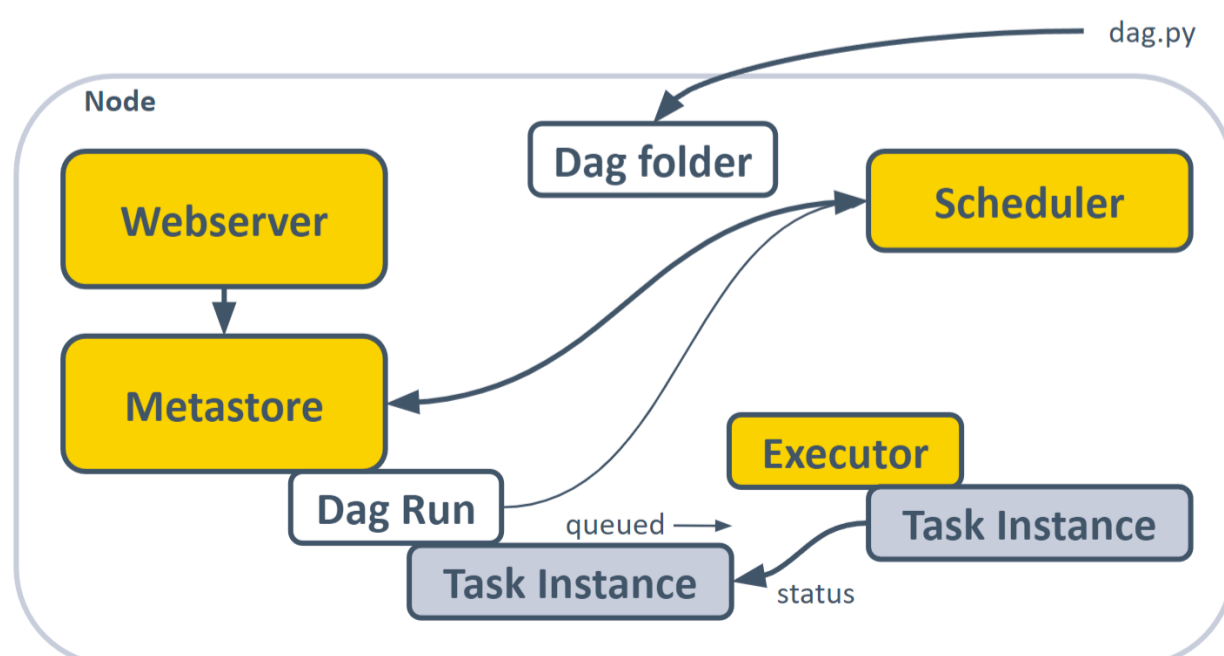 dag.py
Node
Dag folder
Webserver
Scheduler
Metastore
Executor
Dag Run
queued
Task Instance
Task Instance
status